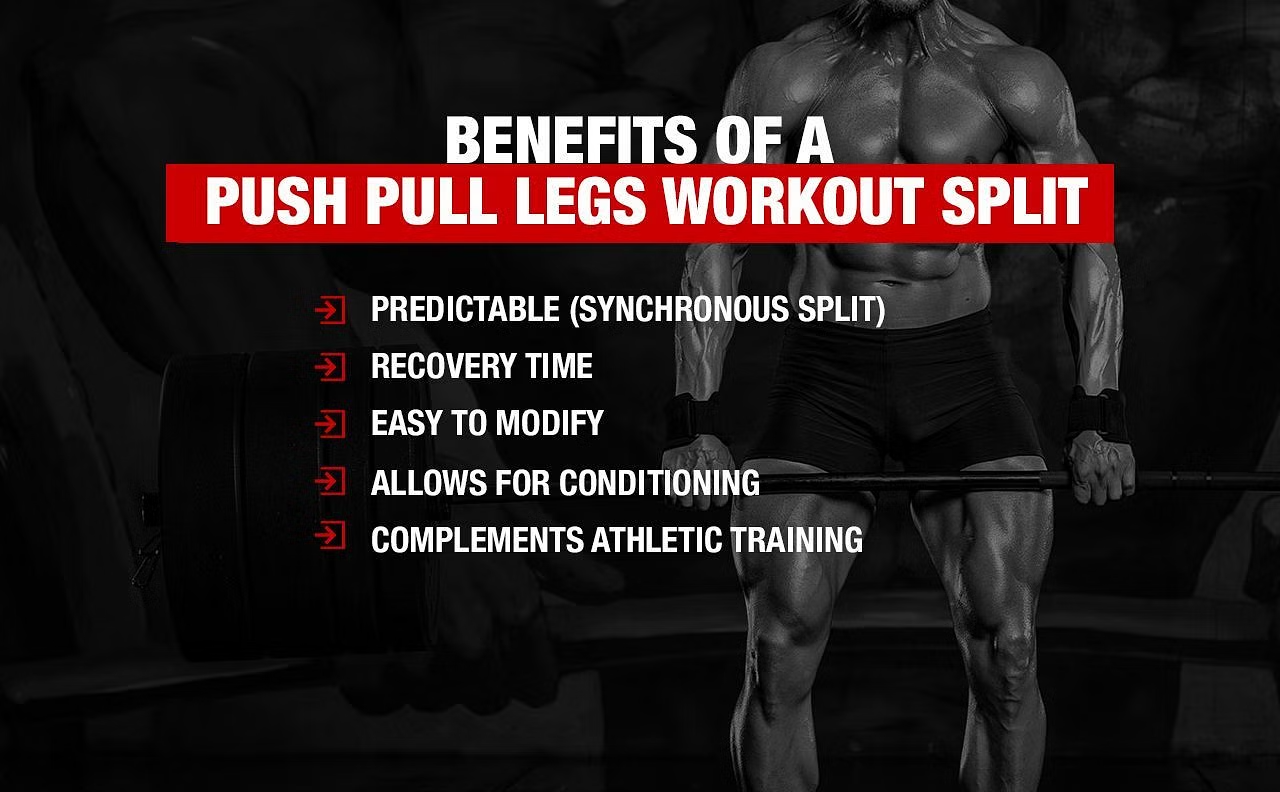 BENEFITS OF A
PUSH PULL LEGS WORKOUT SPLIT
PREDICTABLE (SYNCHRONOUS SPLIT)
RECOVERY TIME
EASY TO MODIFY
ALLOWS FOR CONDITIONING
COMPLEMENTS ATHLETIC TRAINING